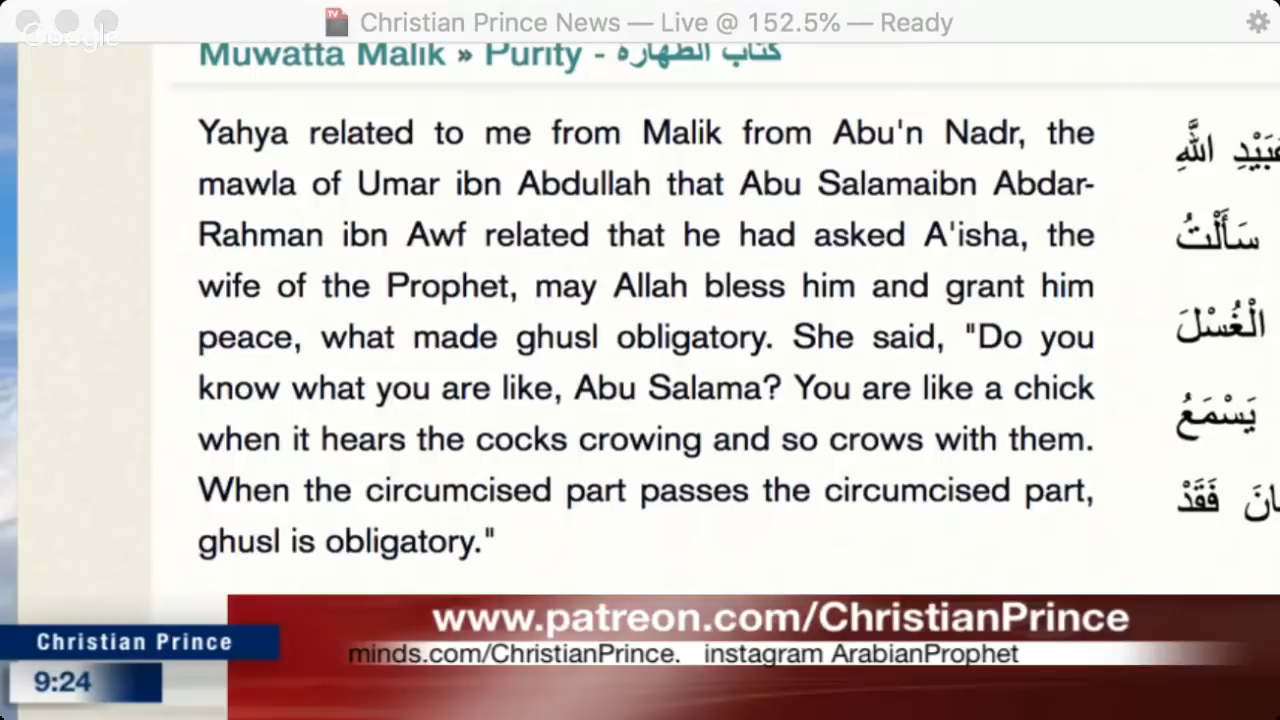 Christian Prince News — Live @ 152.5% — Ready
Google
Muwatta Malik » Purity - كتاب الطهارة
Yahya related to me from Malik from Abu'n Nadr, the
mawla of Umar ibn Abdullah that Abu Salamaibn Abdar-
Rahman ibn Awf related that he had asked A'isha, the
wife of the Prophet, may Allah bless him and grant him
peace, what made ghusl obligatory. She said, "Do you
know what you are like, Abu Salama? You are like a chick
when it hears the cocks crowing and so crows with them.
When the circumcised part passes the circumcised part,
ghusl is obligatory."
عُبَيْدِ اللَّهِ
سَأَلْتُ
الْغُسْلَ
يَسْمَعُ
فَقَدْ
www.patreon.com/ChristianPrince
minds.com/ChristianPrince. instagram ArabianProphet
Christian Prince
9:24